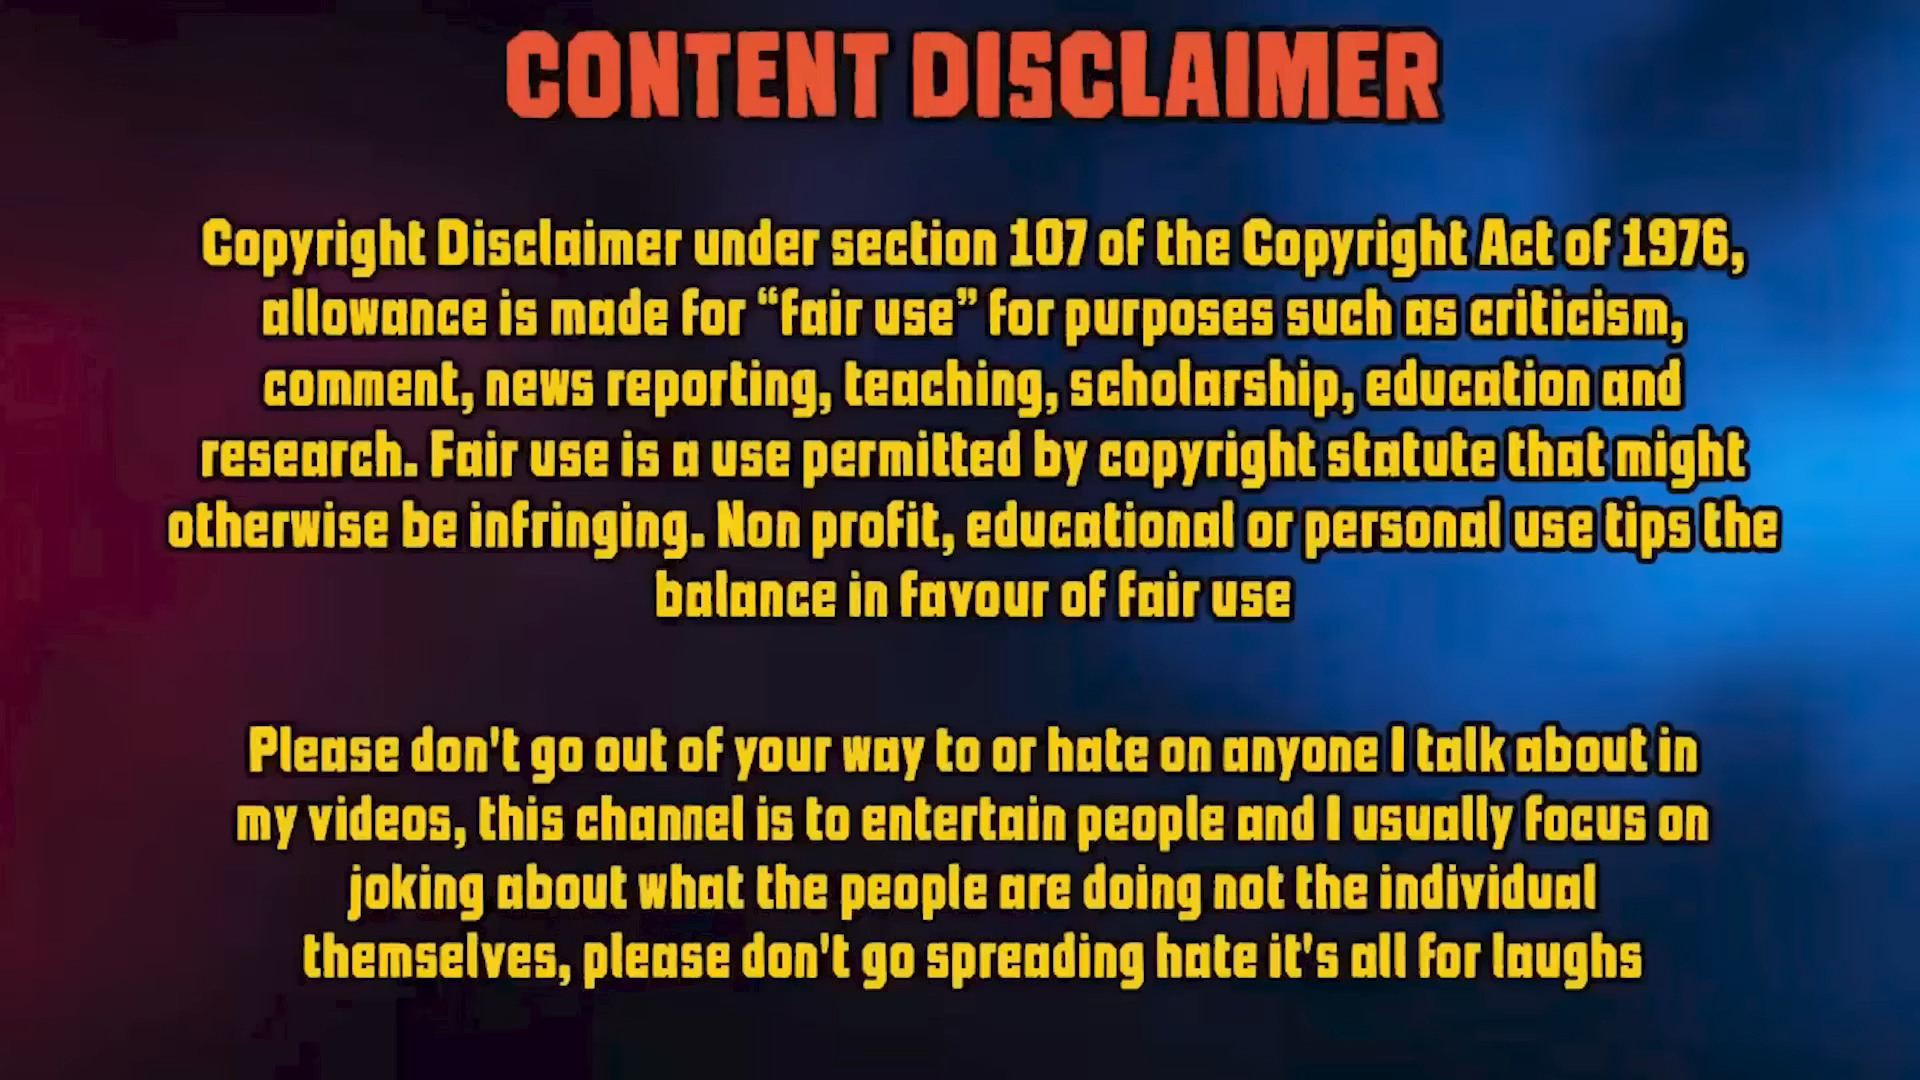 CONTENT DISCLAIMER
Copyright Disclaimer under section 107 of the Copyright Act of 1976,
allowance is made for “fair use” for purposes such as criticism,
comment, news reporting, teaching, scholarship, education and
research. Fair use is a use permitted by copyright statute that might
otherwise be infringing. Non profit, educational or personal use tips the
balance in favour of fair use
Please don't go out of your way to or hate on anyone I talk about in
my videos, this channel is to entertain people and I usually focus on
joking about what the people are doing not the individual
themselves, please don't go spreading hate it's all for laughs